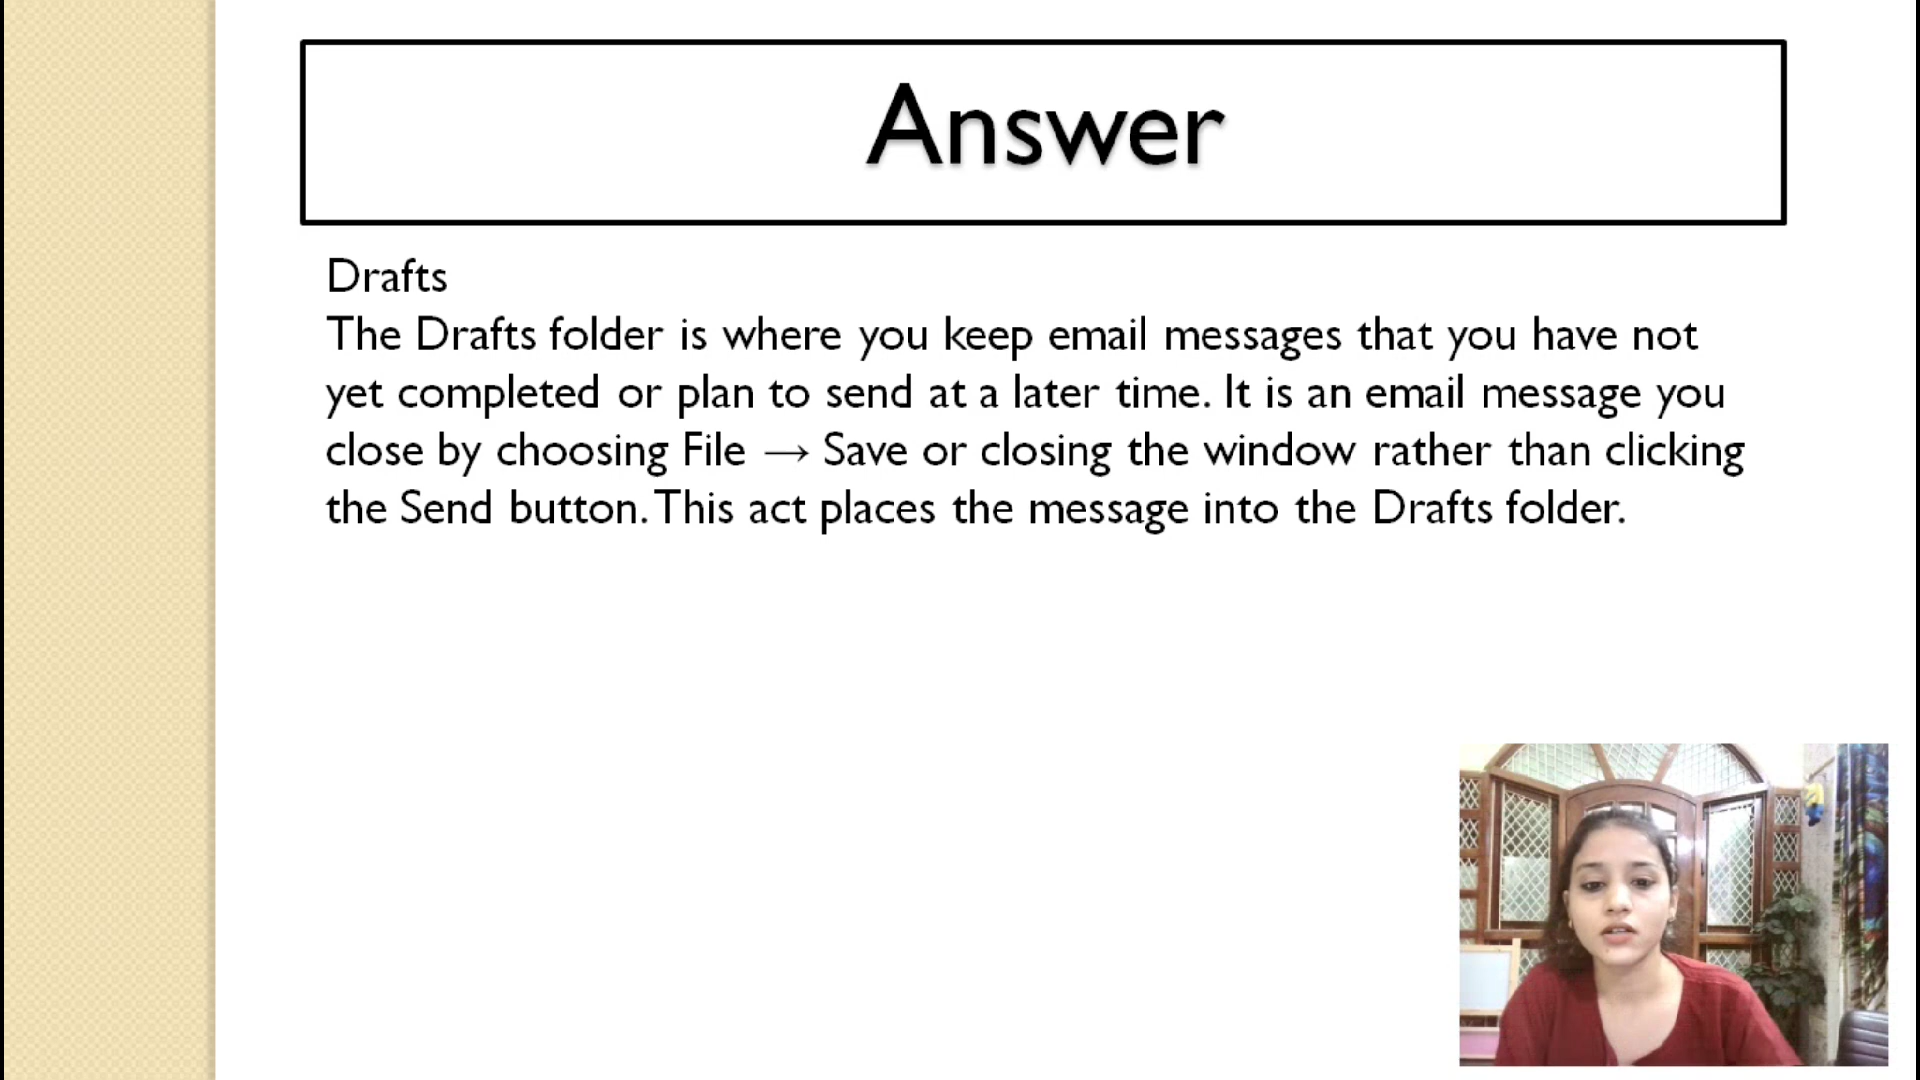 Answer
Drafts
The Drafts folder is where you keep email messages that you have not
yet completed or plan to send at a later time. It is an email message you
close by choosing File → Save or closing the window rather than clicking
the Send button. This act places the message into the Drafts folder.